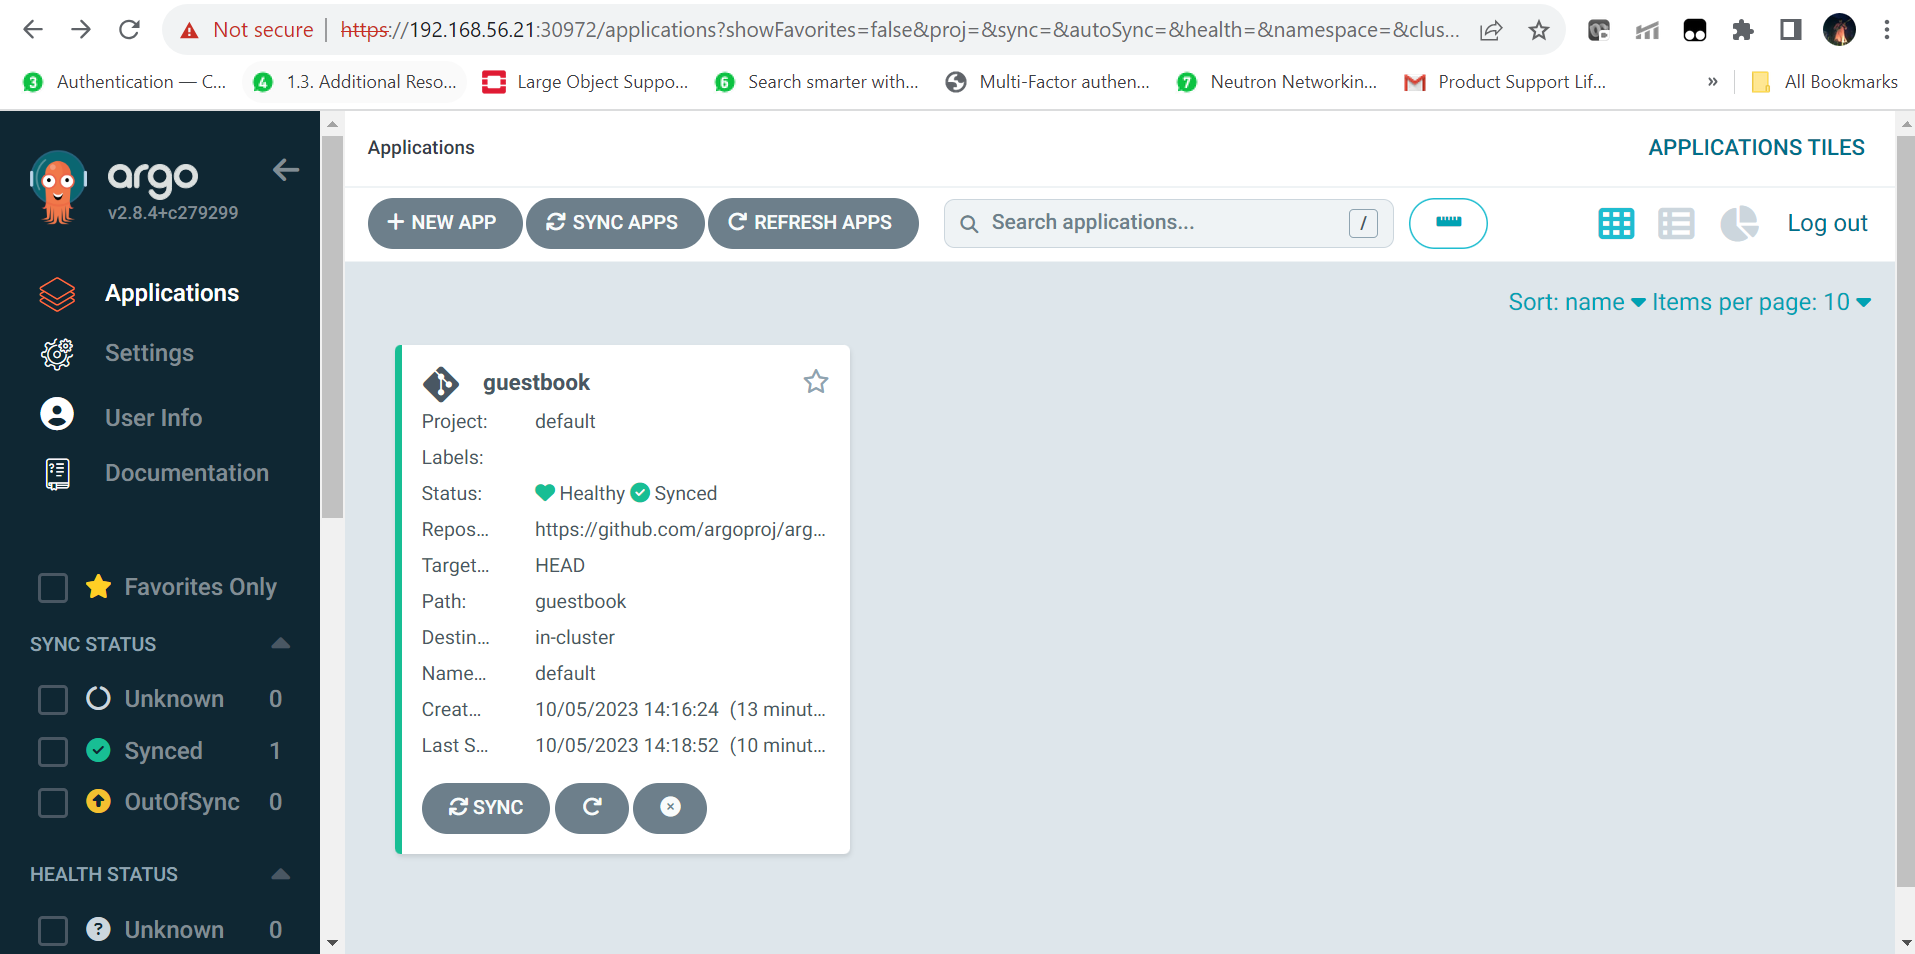 Not secure https://192.168.56.21:30972/applications?showFavorites=false&proj=&sync=&autoSync=&health=&namespace=&clus...
3 Authentication — C...
4 1.3. Additional Reso...
Large Object Suppo...
6 Search smarter with...
Multi-Factor authen...
7 Neutron Networkin...
Product Support Lif...
»
All Bookmarks
argo
v2.8.4+c279299
Applications
Settings
User Info
Documentation
Favorites Only
SYNC STATUS
Unknown 0
Synced 1
OutOfSync 0
HEALTH STATUS
? Unknown 0
Applications
APPLICATIONS TILES
+ NEW APP
SYNC APPS
REFRESH APPS
Search applications... /
Log out
Sort: name Items per page: 10
guestbook
Project: default
Labels:
Status: Healthy Synced
Repos... https://github.com/argoproj/arg...
Target... HEAD
Path: guestbook
Destin... in-cluster
Name... default
Creat... 10/05/2023 14:16:24 (13 minut...
Last S... 10/05/2023 14:18:52 (10 minut...
SYNC